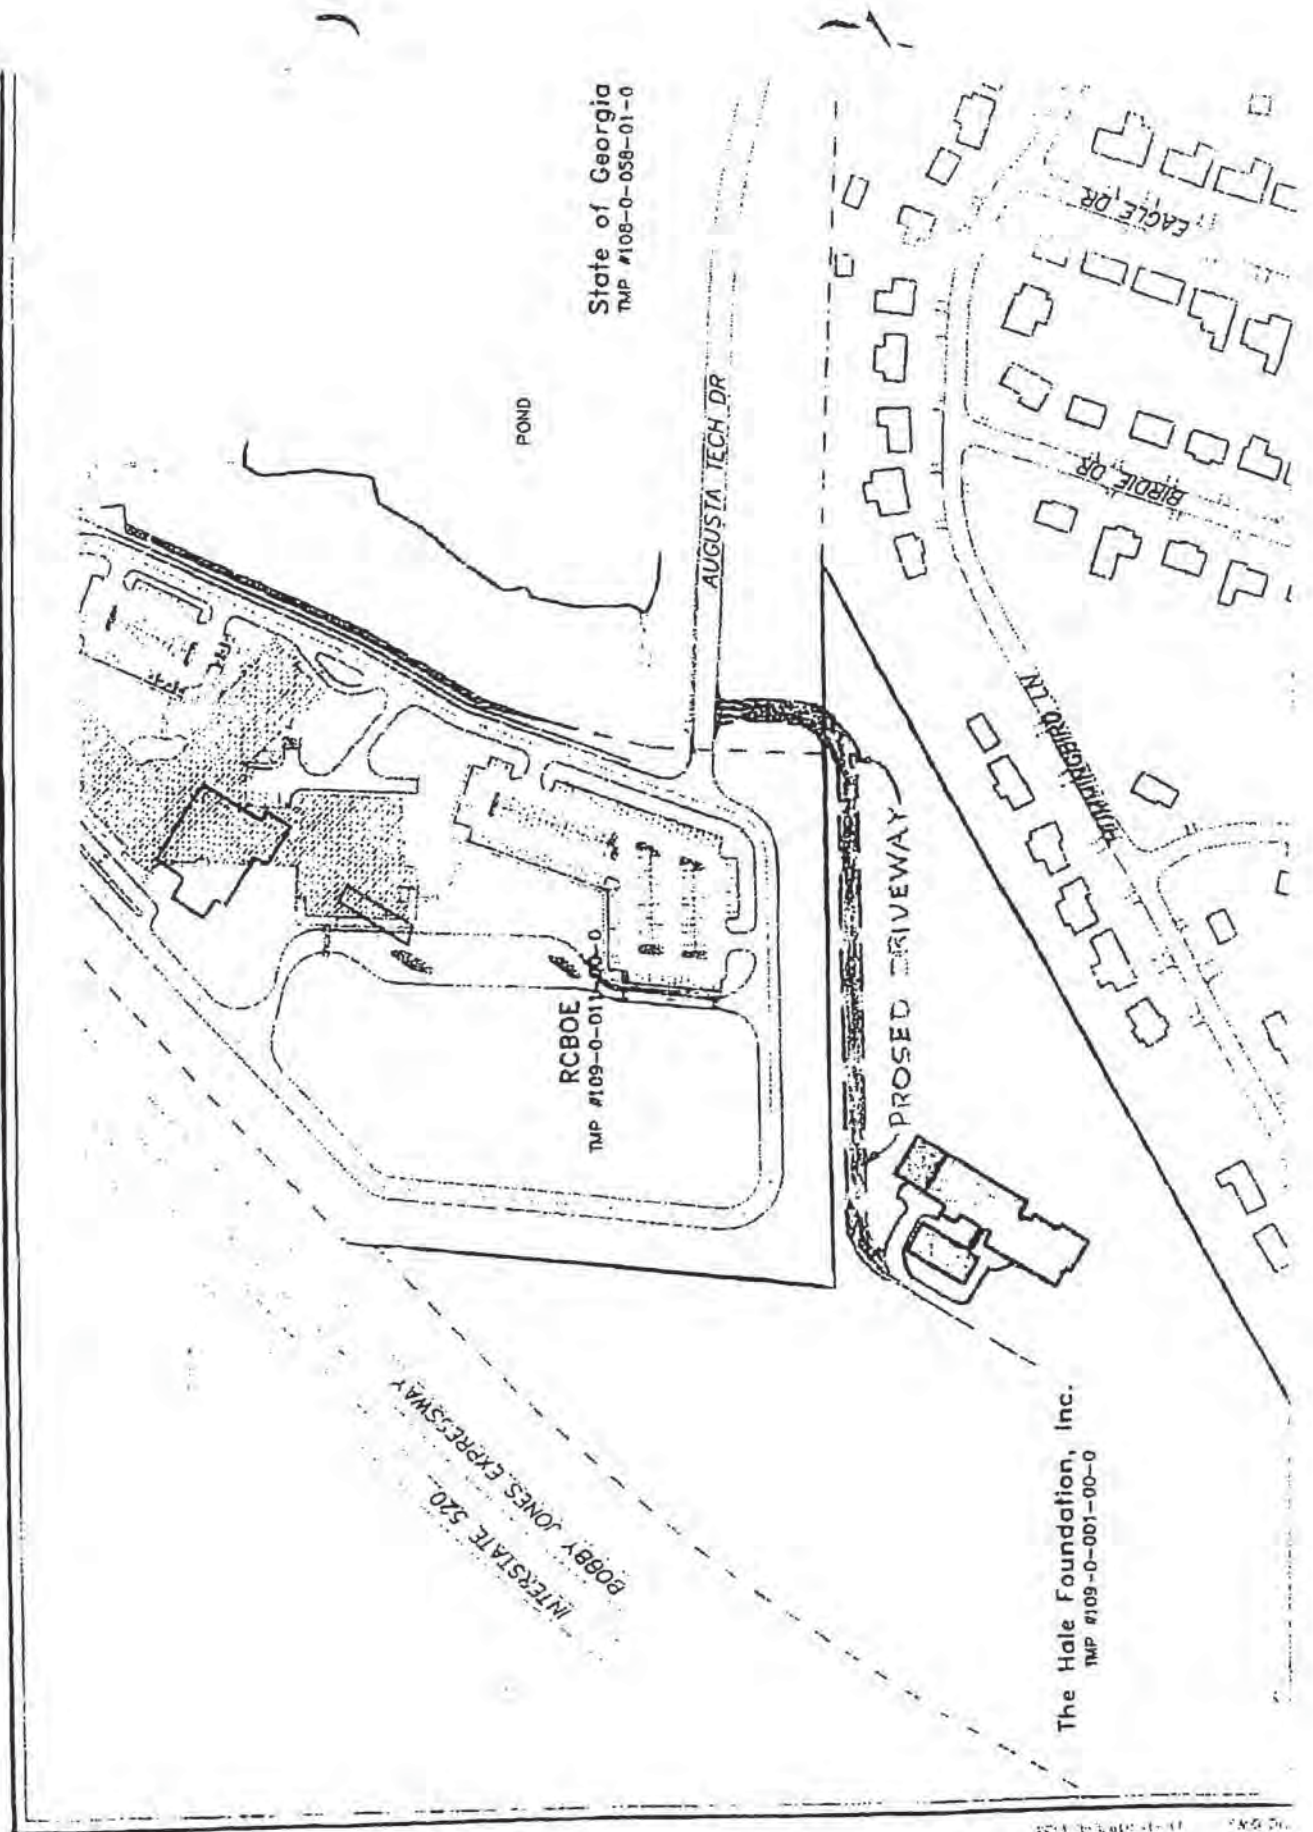 State of Georgia
TMP #108-0-058-01-0
POND
AUGUSTA TECH DR
EAGLE DR
BIRDIE DR
HUMMINGBIRD LN
RCBOE
TMP #109-0-011-00-0
PROSED DRIVEWAY
INTERSTATE 520
BOBBY JONES EXPRESSWAY
The Hale Foundation, Inc.
TMP #109-0-001-00-0